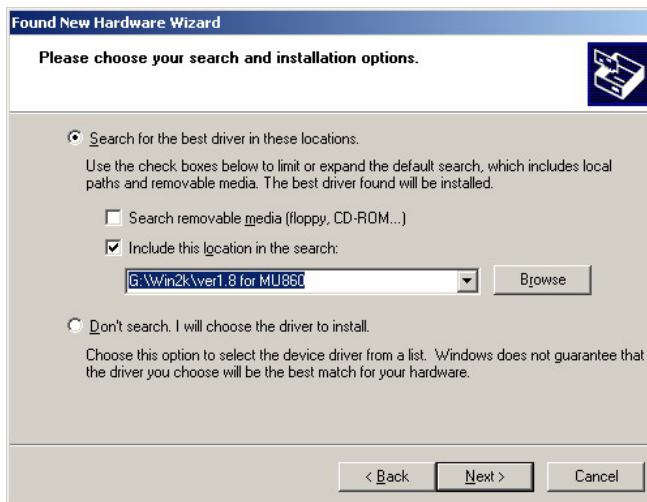 Found New Hardware Wizard
Please choose your search and installation options.
Search for the best driver in these locations.
Use the check boxes below to limit or expand the default search, which includes local
paths and removable media. The best driver found will be installed.
Search removable media (floppy, CD-ROM...)
Include this location in the search:
G:\Win2k\ver1.8 for MU860
Browse
Don't search. I will choose the driver to install.
Choose this option to select the device driver from a list. Windows does not guarantee that
the driver you choose will be the best match for your hardware.
< Back Next > Cancel